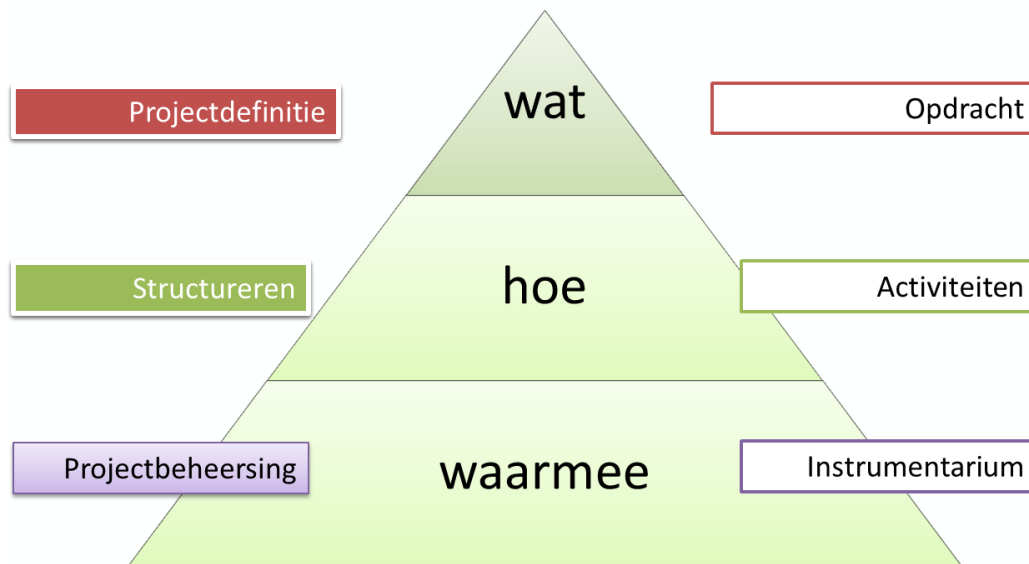 Projectdefinitie
wat
Opdracht
Structureren
hoe
Activiteiten
Projectbeheersing
waarmee
Instrumentarium